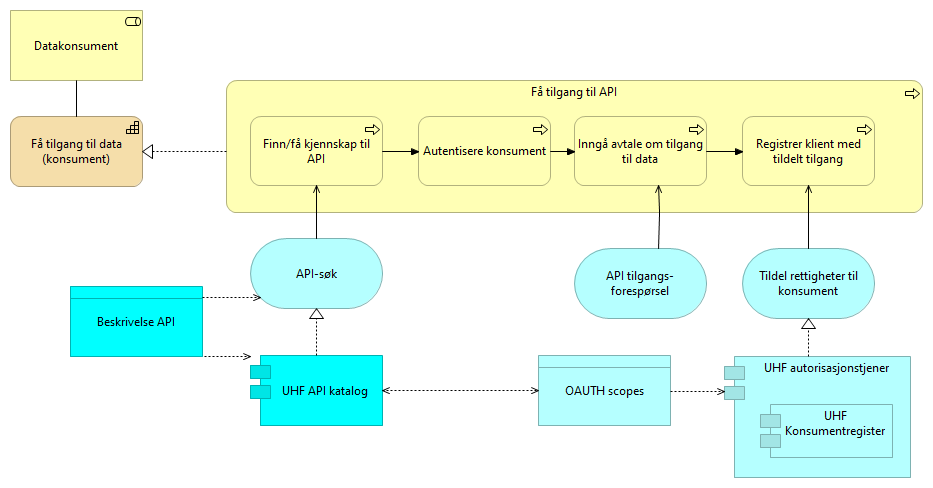 Datakonsument
Få tilgang til API
Få tilgang til data
(konsument)
Finn/få kjennskap til
API
Autentisere konsument
Inngå avtale om tilgang
til data
Registrer klient med
tildelt tilgang
API-søk
API tilgangs-
forespørsel
Tildel rettigheter til
konsument
Beskrivelse API
UHF API katalog
OAUTH scopes
UHF autorisasjonstjener
UHF
Konsumentregister